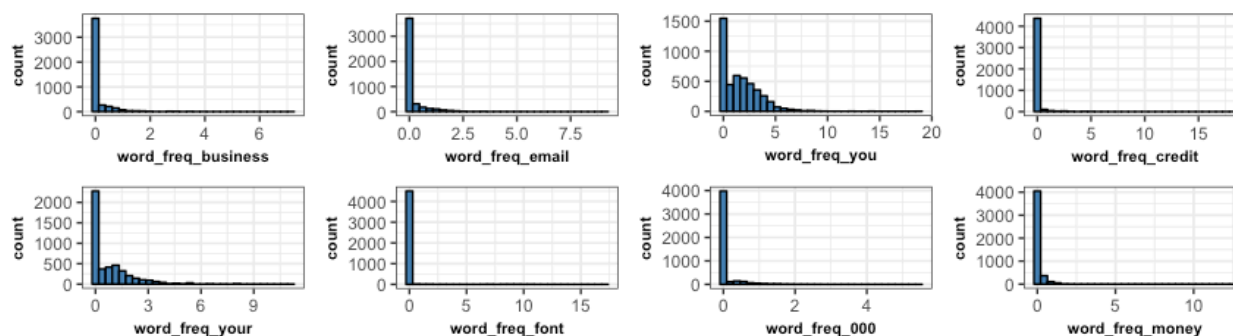 count
3000
2000
1000
0
0 2 4 6
word_freq_business
count
3000
2000
1000
0
0.0 2.5 5.0 7.5
word_freq_email
count
1500
1000
500
0
0 5 10 15 20
word_freq_you
count
4000
3000
2000
1000
0
0 5 10 15
word_freq_credit
count
2000
1500
1000
500
0
0 3 6 9
word_freq_your
count
4000
3000
2000
1000
0
0 5 10 15
word_freq_font
count
4000
3000
2000
1000
0
0 2 4
word_freq_000
count
4000
3000
2000
1000
0
0 5 10
word_freq_money